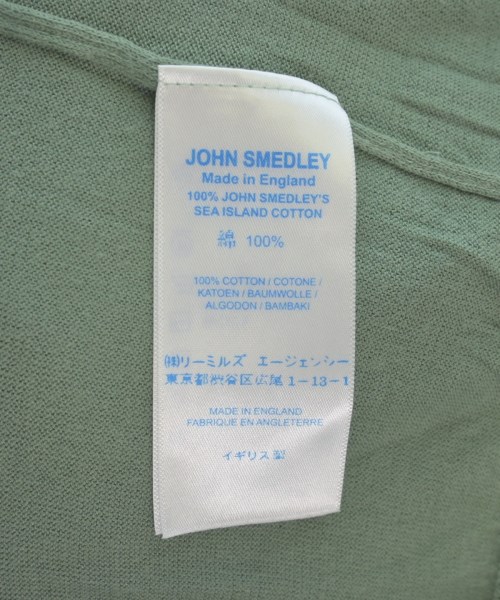 JOHN SMEDLEY
Made in England
100% JOHN SMEDLEY'S
SEA ISLAND COTTON
綿 100%
100% COTTON / COTONE /
KATOEN / BAUMWOLLE /
ALGODON / BAMBAKI
㈱リーミルズ エージェンシー
東京都渋谷区広尾1-13-1
MADE IN ENGLAND
FABRIQUE EN ANGLETERRE
イギリス製